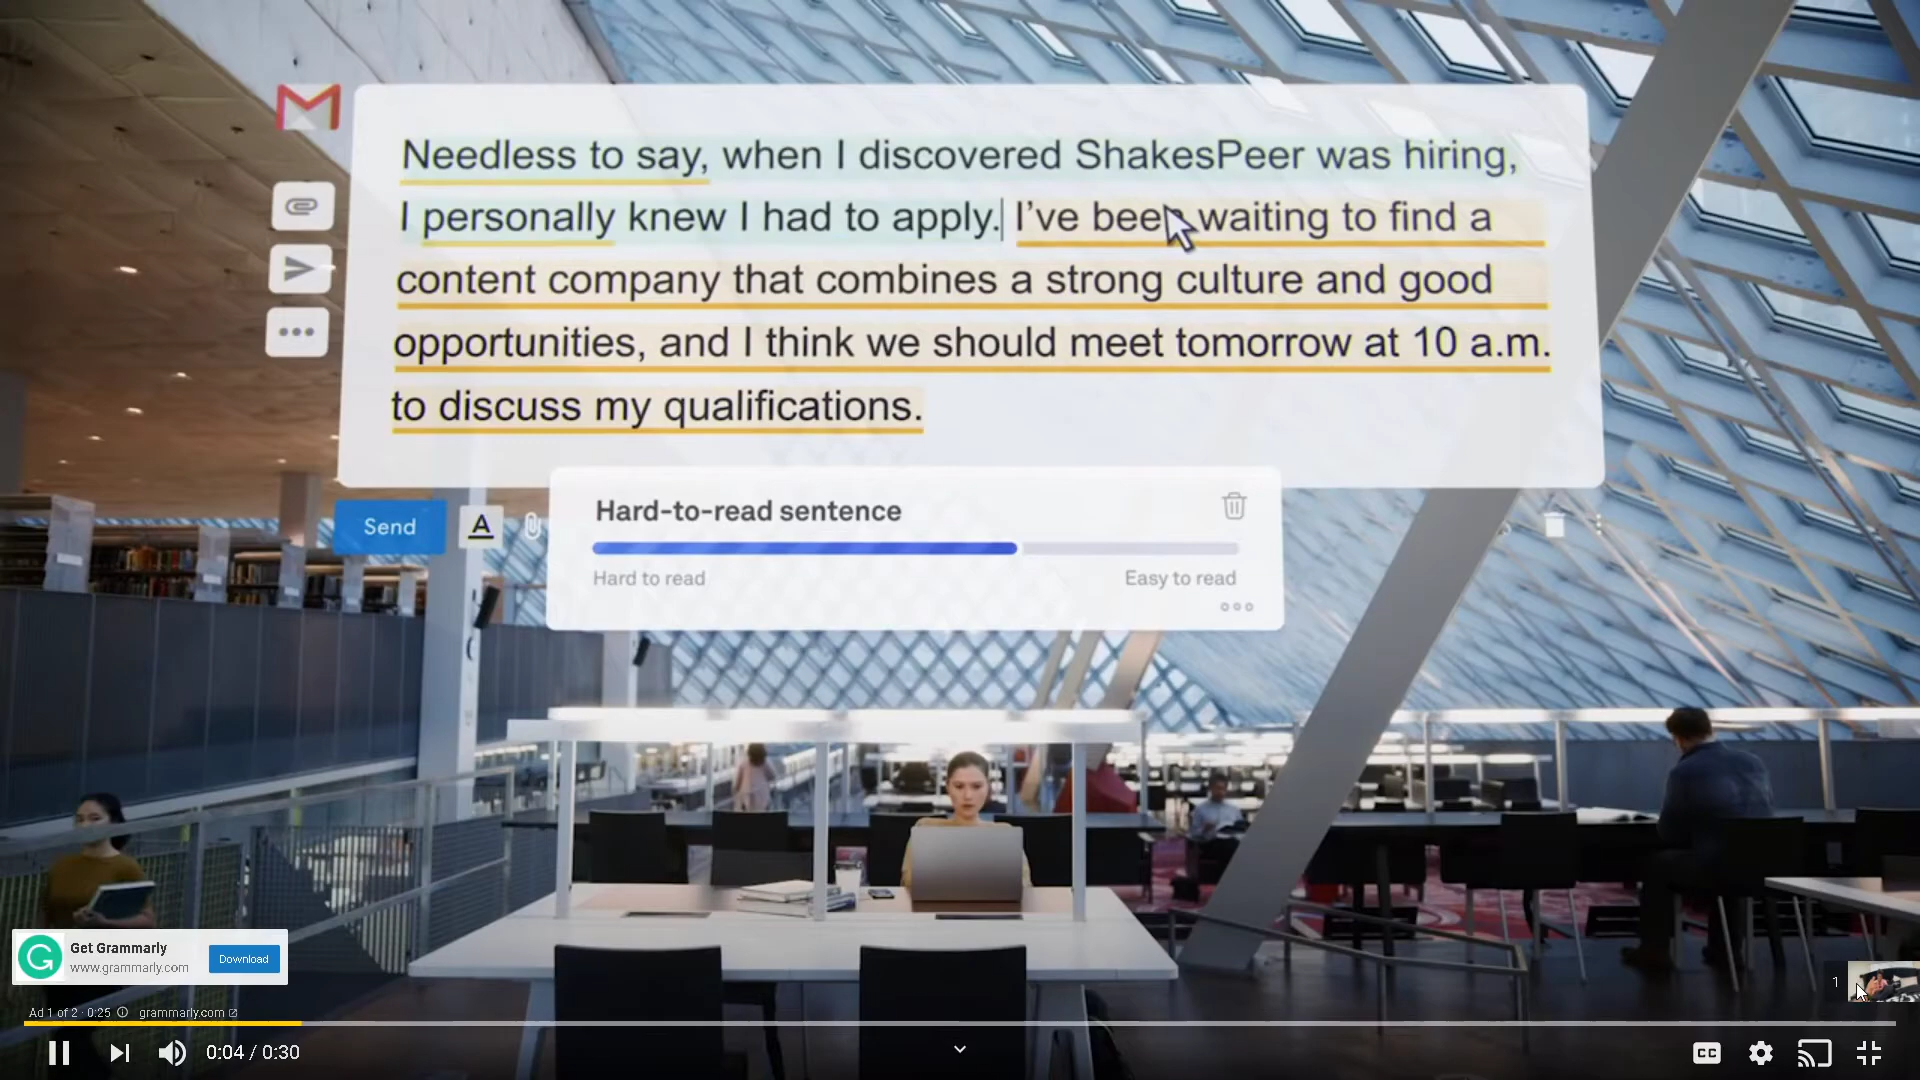 Needless to say, when I discovered ShakesPeer was hiring,
I personally knew I had to apply. I've been waiting to find a
content company that combines a strong culture and good
opportunities, and I think we should meet tomorrow at 10 a.m.
to discuss my qualifications.
Send
A
Hard-to-read sentence
Hard to read
Easy to read
Get Grammarly
www.grammarly.com
Download
1
Ad 1 of 2 · 0:25
grammarly.com
0:04 / 0:30
CC